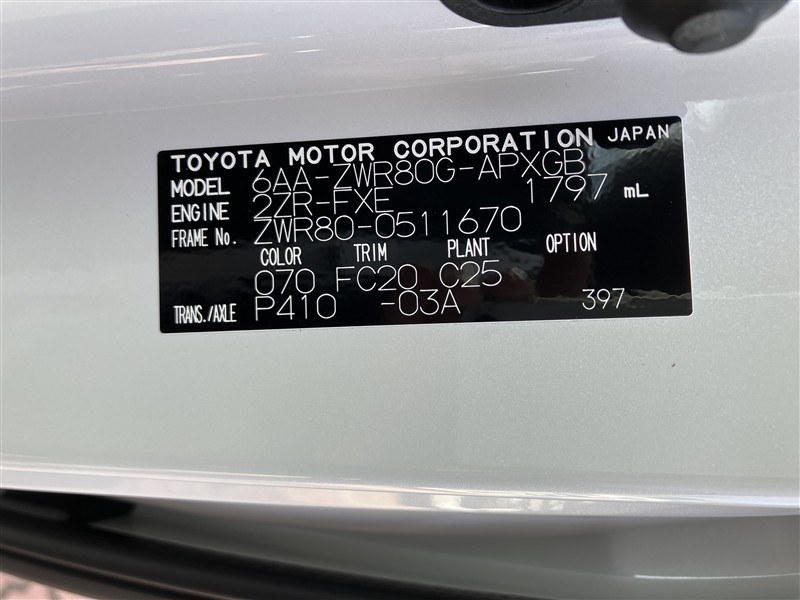 TOYOTA MOTOR CORPORATION JAPAN
MODEL 6AA-ZWR80G-APXGB
ENGINE 2ZR-FXE 1797 mL
FRAME No. ZWR80-0511670
COLOR TRIM PLANT OPTION
070 FC20 C25
TRANS./AXLE P410 -03A 397